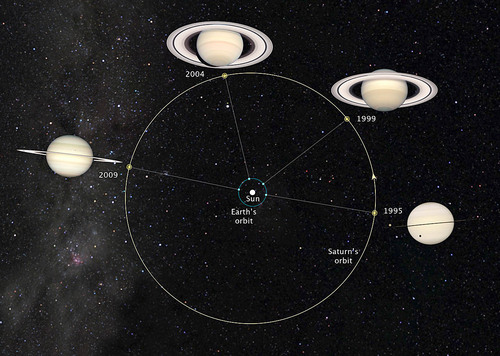 2004
1999
2009
Sun
Earth's
orbit
1995
Saturn's
orbit